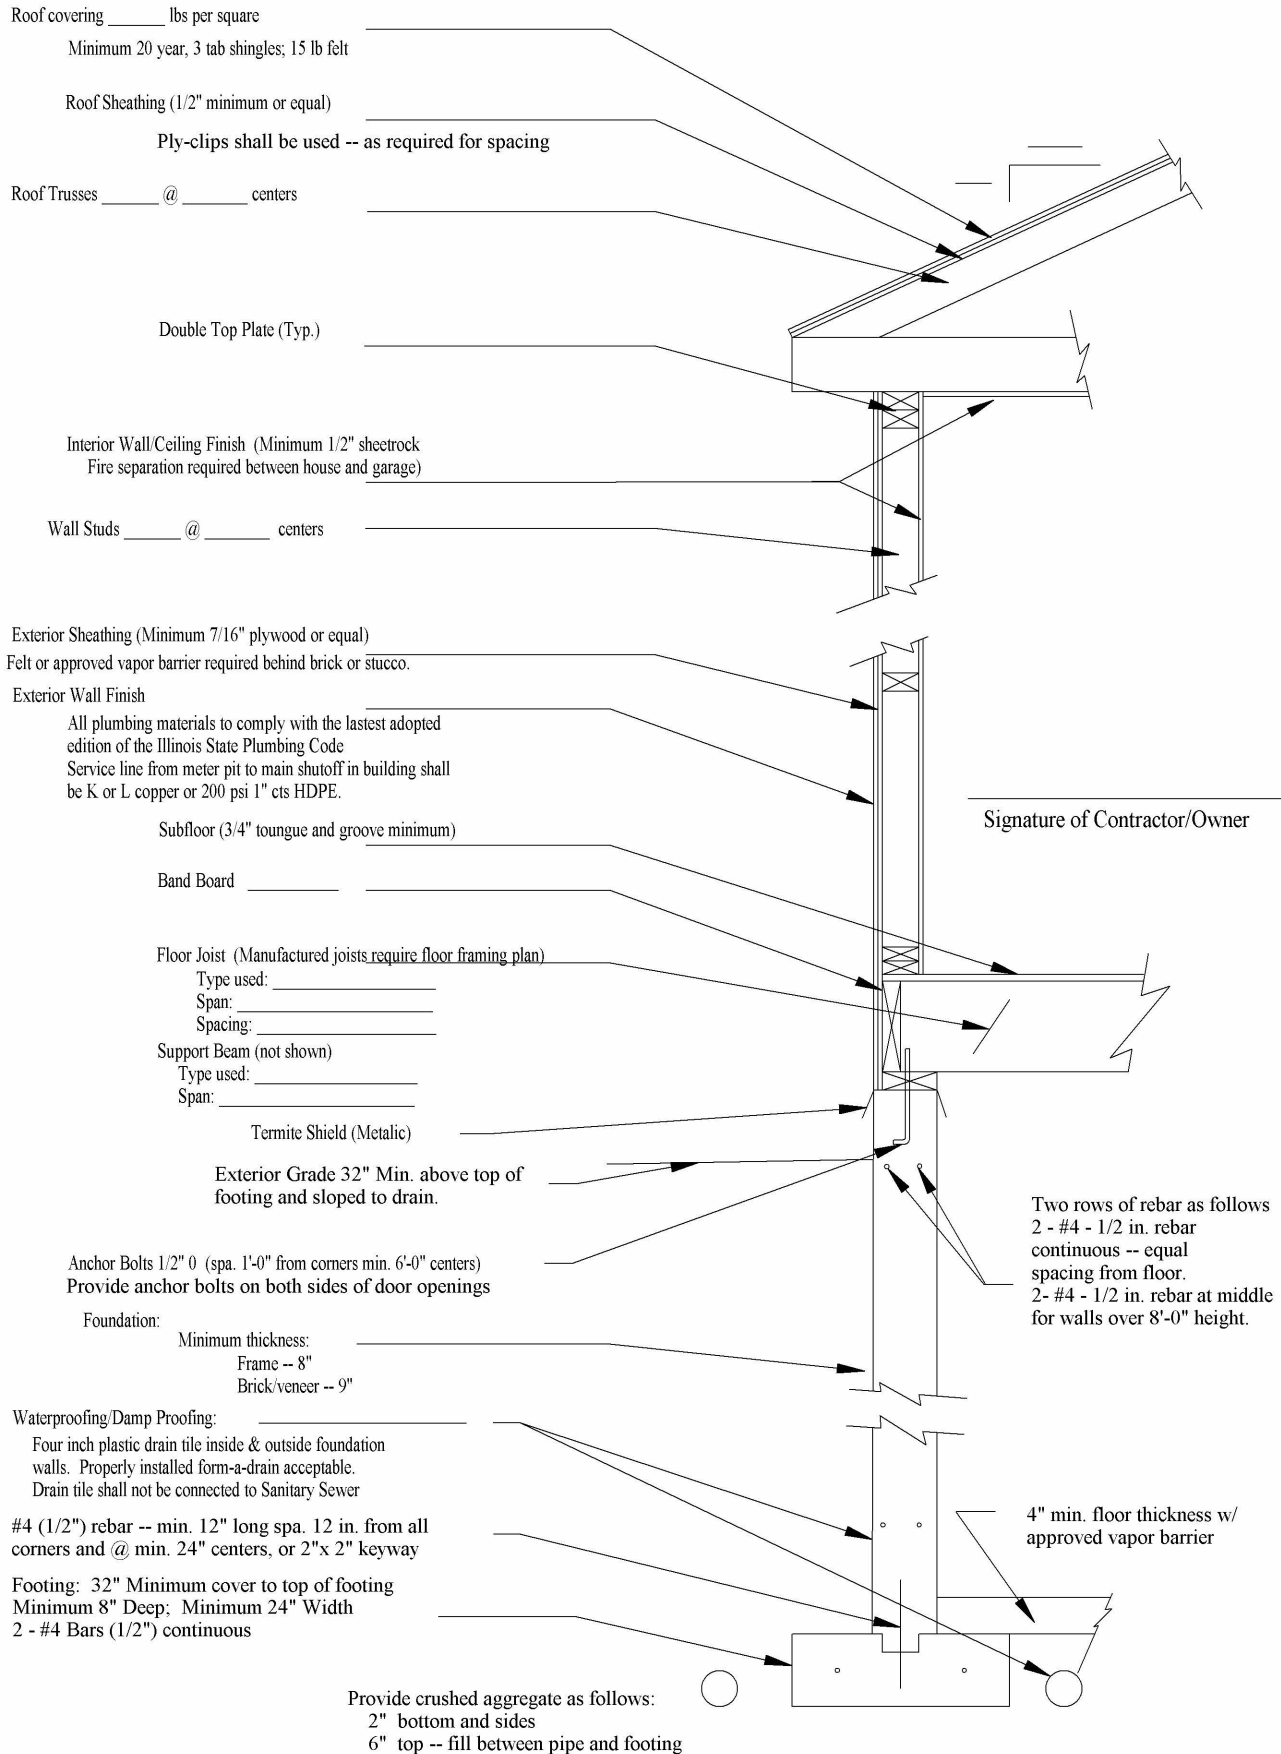 Roof covering ______ lbs per square
Minimum 20 year, 3 tab shingles; 15 lb felt
Roof Sheathing (1/2" minimum or equal)
Ply-clips shall be used -- as required for spacing
Roof Trusses ______ @ _______ centers
Double Top Plate (Typ.)
Interior Wall/Ceiling Finish (Minimum 1/2" sheetrock
Fire separation required between house and garage)
Wall Studs ______ @ _______ centers
Exterior Sheathing (Minimum 7/16" plywood or equal)
Felt or approved vapor barrier required behind brick or stucco.
Exterior Wall Finish
All plumbing materials to comply with the lastest adopted
edition of the Illinois State Plumbing Code
Service line from meter pit to main shutoff in building shall
be K or L copper or 200 psi 1" cts HDPE.
Signature of Contractor/Owner
Subfloor (3/4" toungue and groove minimum)
Band Board __________
Floor Joist (Manufactured joists require floor framing plan)
Type used: __________________
Span: ______________________
Spacing: ____________________
Support Beam (not shown)
Type used: __________________
Span: ______________________
Termite Shield (Metalic)
Exterior Grade 32" Min. above top of
footing and sloped to drain.
Two rows of rebar as follows
2 - #4 - 1/2 in. rebar
continuous -- equal
spacing from floor.
2- #4 - 1/2 in. rebar at middle
for walls over 8'-0" height.
Anchor Bolts 1/2" 0 (spa. 1'-0" from corners min. 6'-0" centers)
Provide anchor bolts on both sides of door openings
Foundation:
Minimum thickness:
Frame -- 8"
Brick/veneer -- 9"
Waterproofing/Damp Proofing: _______________________
Four inch plastic drain tile inside & outside foundation
walls. Properly installed form-a-drain acceptable.
Drain tile shall not be connected to Sanitary Sewer
4" min. floor thickness w/
approved vapor barrier
#4 (1/2") rebar -- min. 12" long spa. 12 in. from all
corners and @ min. 24" centers, or 2"x 2" keyway
Footing: 32" Minimum cover to top of footing
Minimum 8" Deep; Minimum 24" Width
2 - #4 Bars (1/2") continuous
Provide crushed aggregate as follows:
2" bottom and sides
6" top -- fill between pipe and footing